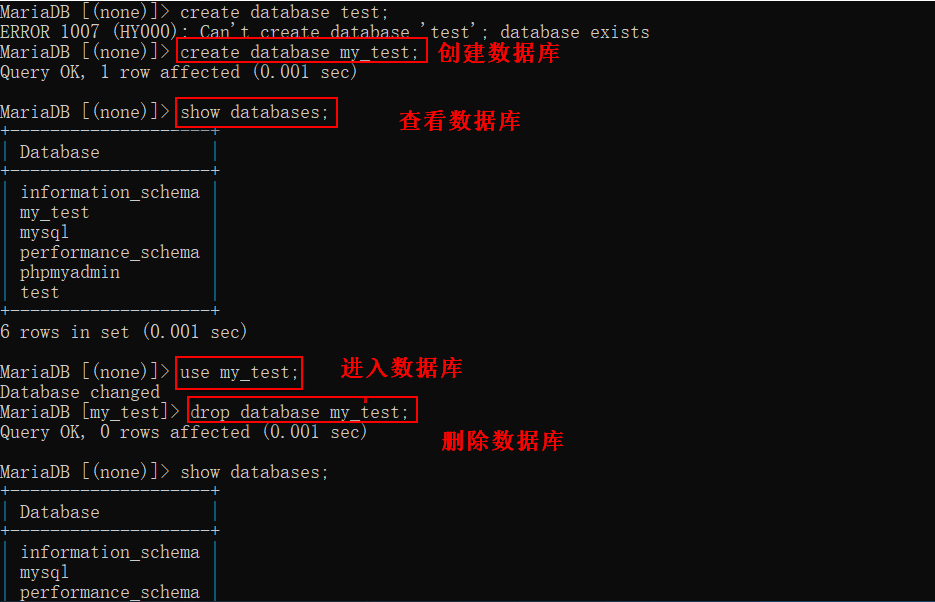 MariaDB [(none)]> create database test;
ERROR 1007 (HY000): Can't create database 'test'; database exists
MariaDB [(none)]> create database my_test; 创建数据库
Query OK, 1 row affected (0.001 sec)
MariaDB [(none)]> show databases; 查看数据库
+--------------------+
| Database           |
+--------------------+
| information_schema |
| my_test            |
| mysql              |
| performance_schema |
| phpmyadmin         |
| test               |
+--------------------+
6 rows in set (0.001 sec)
MariaDB [(none)]> use my_test; 进入数据库
Database changed
MariaDB [my_test]> drop database my_test;
Query OK, 0 rows affected (0.001 sec) 删除数据库
MariaDB [(none)]> show databases;
+--------------------+
| Database           |
+--------------------+
| information_schema |
| mysql              |
| performance_schema |